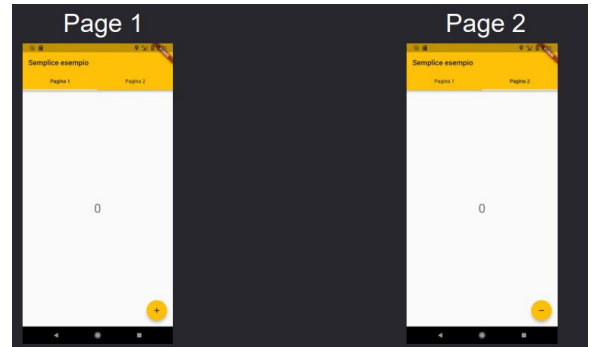 Page 1
Page 2
Semplice esempio
Pagina 1 Pagina 2
0
+
Semplice esempio
Pagina 1 Pagina 2
0
−